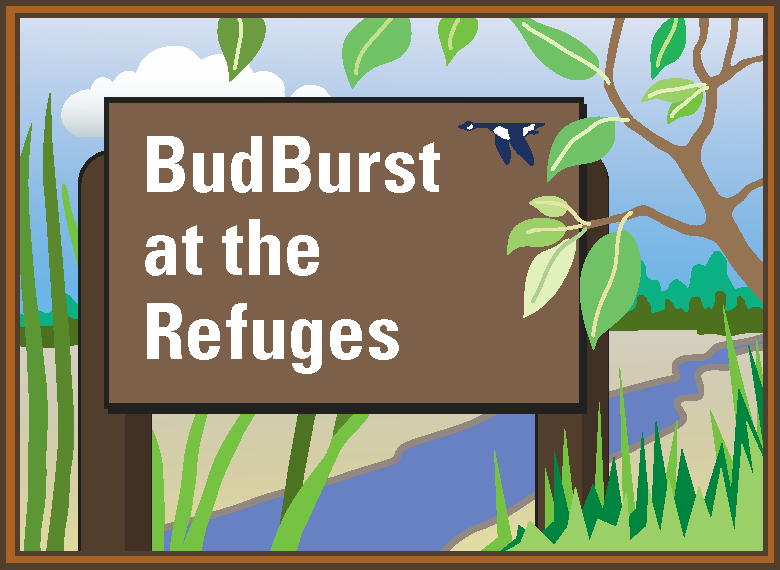 BudBurst
at the
Refuges